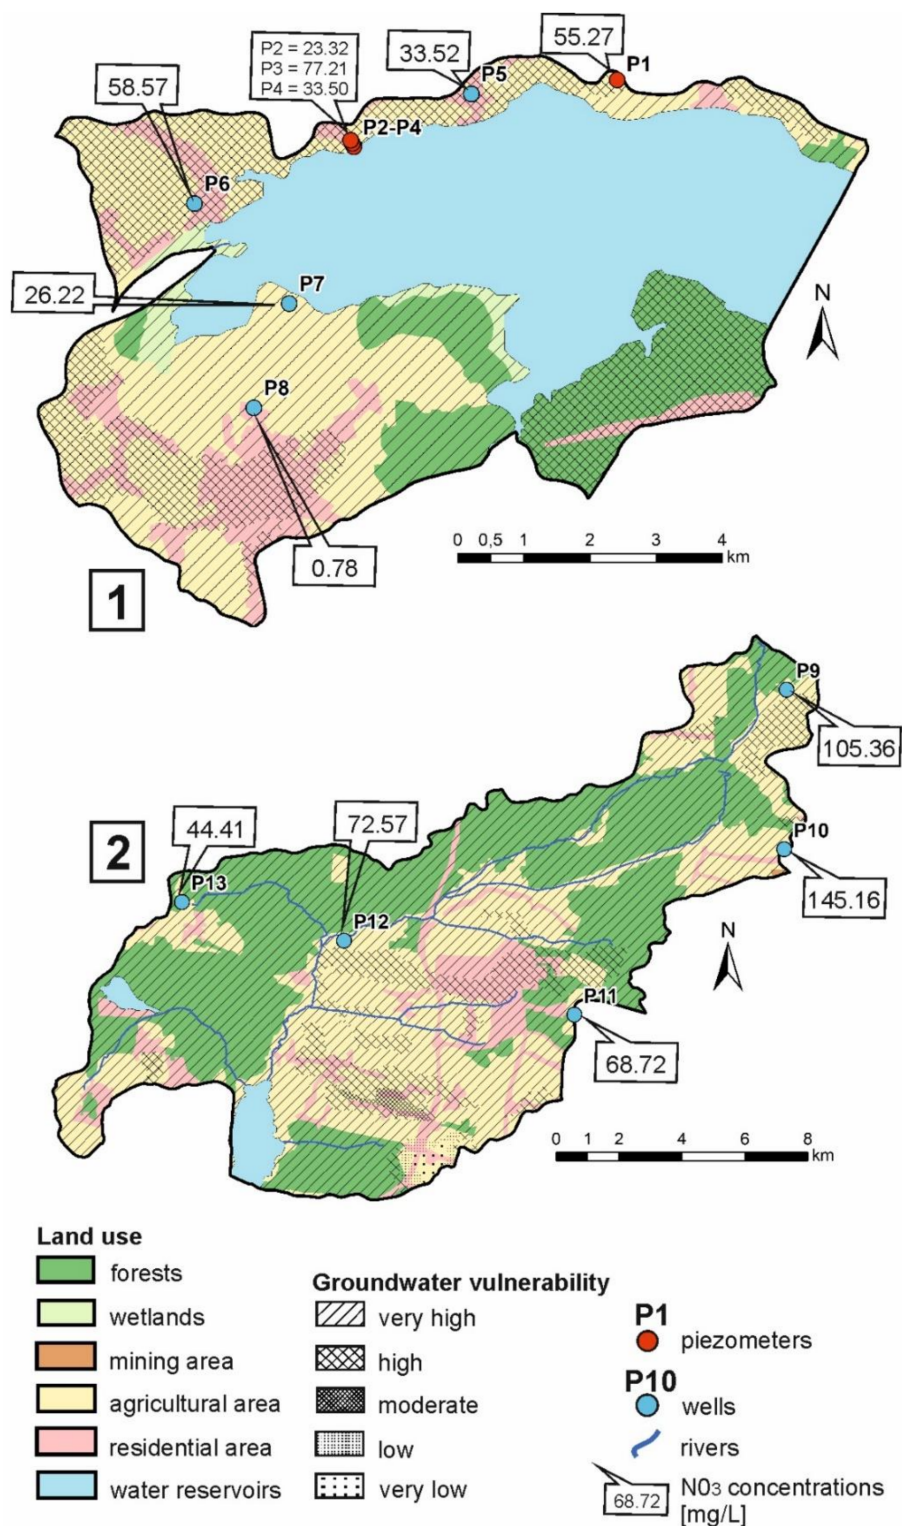 55.27
P1
P2 = 23.32
P3 = 77.21
P4 = 33.50
33.52
P5
58.57
P2-P4
P6
26.22
P7
N
P8
0.78
0 0,5 1 2 3 4
km
1
P9
105.36
2
44.41
72.57
P10
P13
145.16
P12
N
P11
68.72
0 1 2 4 6 8
km
Land use
forests
wetlands
mining area
agricultural area
residential area
water reservoirs
Groundwater vulnerability
very high
high
moderate
low
very low
P1
piezometers
P10
wells
rivers
68.72
N03 concentrations
[mg/L]